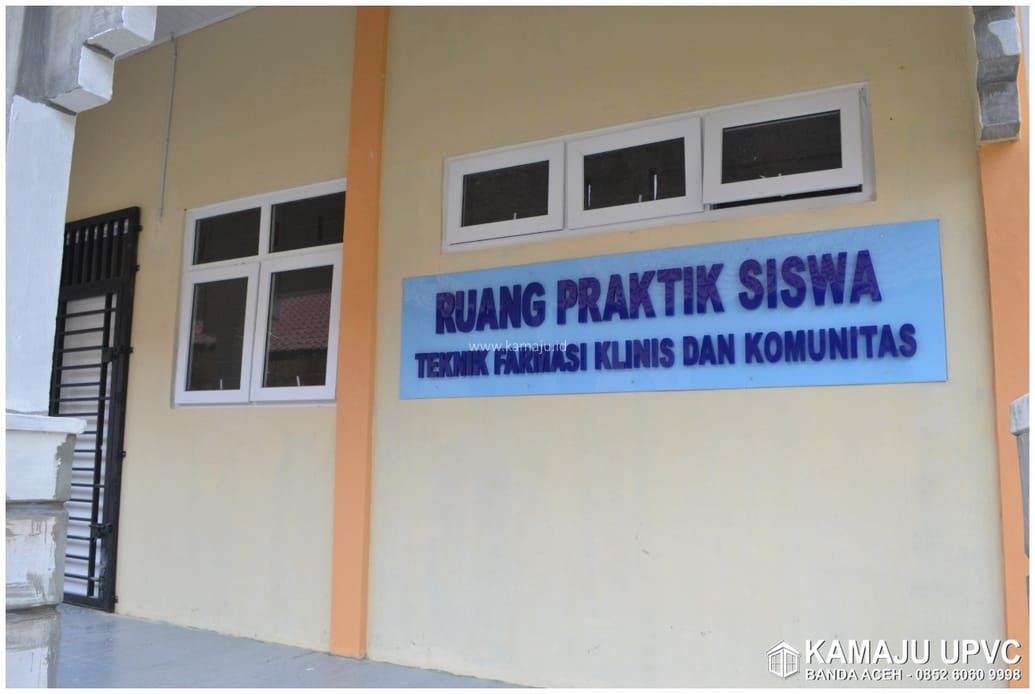 RUANG PRAKTIK SISWA
TEKNIK FARMASI KLINIS DAN KOMUNITAS
www.kamaju.id
KAMAJU UPVC
BANDA ACEH - 0852 6060 9998